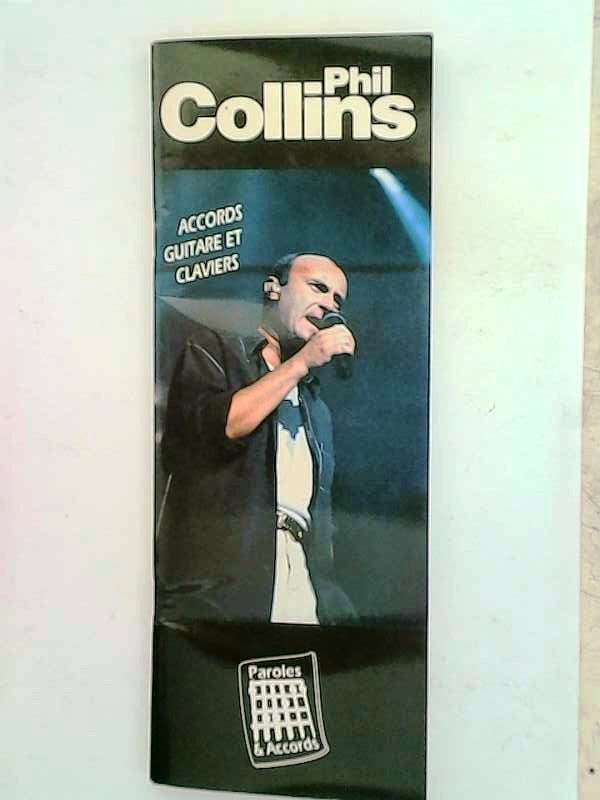 Phil
Collins
ACCORDS
GUITARE ET
CLAVIERS
Paroles
& Accords